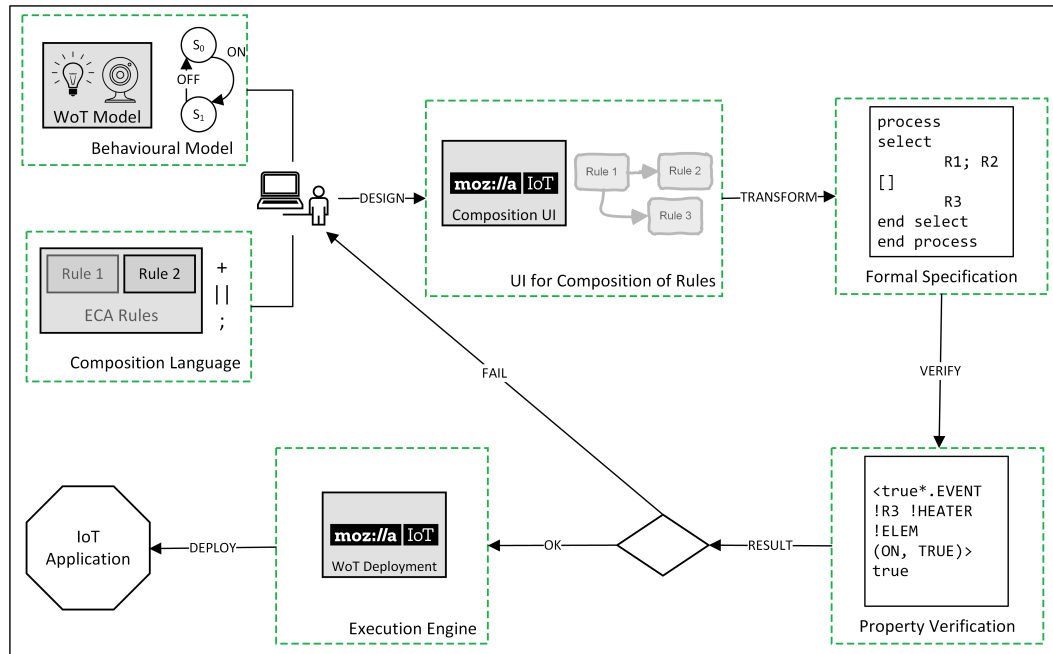 S0
ON
OFF
S1
WoT Model
Behavioural Model
Rule 1
Rule 2
+
||
;
ECA Rules
Composition Language
DESIGN
moz://a IoT
Composition UI
Rule 1
Rule 2
Rule 3
UI for Composition of Rules
TRANSFORM
process
select
R1; R2
[]
R3
end select
end process
Formal Specification
VERIFY
FAIL
<true*.EVENT
!R3 !HEATER
!ELEM
(ON, TRUE)>
true
Property Verification
RESULT
OK
moz://a IoT
WoT Deployment
Execution Engine
DEPLOY
IoT
Application